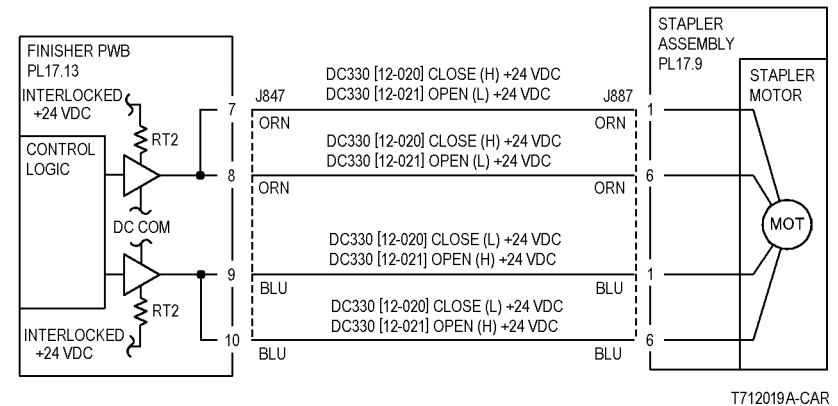 FINISHER PWB
PL17.13
INTERLOCKED
+24 VDC
RT2
CONTROL
LOGIC
DC COM
RT2
INTERLOCKED
+24 VDC
7
8
9
10
J847
J887
DC330 [12-020] CLOSE (H) +24 VDC
DC330 [12-021] OPEN (L) +24 VDC
ORN
ORN
DC330 [12-020] CLOSE (H) +24 VDC
DC330 [12-021] OPEN (L) +24 VDC
ORN
ORN
DC330 [12-020] CLOSE (L) +24 VDC
DC330 [12-021] OPEN (H) +24 VDC
BLU
BLU
DC330 [12-020] CLOSE (L) +24 VDC
DC330 [12-021] OPEN (H) +24 VDC
BLU
BLU
1
6
1
6
STAPLER
ASSEMBLY
PL17.9
STAPLER
MOTOR
MOT
T712019A-CAR